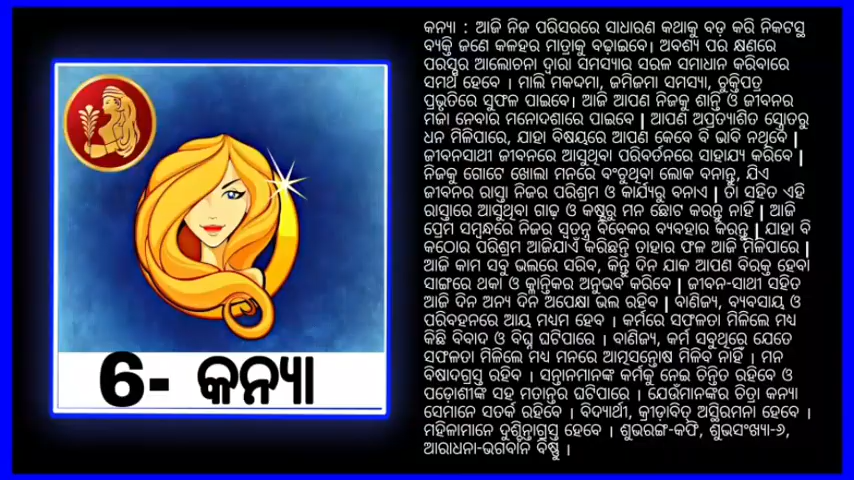 କନ୍ୟା : ଆଜି ନିଜ ପରିସରରେ ସାଧାରଣ କଥାକୁ ବଡ଼ କରି ନିକଟସ୍ଥ
ବ୍ୟକ୍ତି ଜଣେ କଳହର ମାତ୍ରାକୁ ବଢ଼ାଇବେ। ଅବଶ୍ୟ ପର କ୍ଷଣରେ
ପରସ୍ପର ଆଲୋଚନା ଦ୍ୱାରା ସମସ୍ୟାର ସରଳ ସମାଧାନ କରିବାରେ
ସମର୍ଥ ହେବେ । ମାଲି ମକଦ୍ଦମା, ଜମିଜମା ସମସ୍ୟା, ଚୁକ୍ତିପତ୍ର
ପ୍ରଭୃତିରେ ସୁଫଳ ପାଇବେ। ଆଜି ଆପଣ ନିଜକୁ ଶାନ୍ତି ଓ ଜୀବନର
ମଜା ନେବାର ମନୋଦଶାରେ ପାଇବେ | ଆପଣ ଅପ୍ରତ୍ୟାଶିତ ସ୍ରୋତରୁ
ଧନ ମିଳିପାରେ, ଯାହା ବିଷୟରେ ଆପଣ କେବେ ବି ଭାବି ନଥିବେ |
ଜୀବନସାଥୀ ଜୀବନରେ ଆସୁଥିବା ପରିବର୍ତନରେ ସାହାଯ୍ୟ କରିବେ |
ନିଜକୁ ଗୋଟେ ଖୋଲା ମନରେ ବଂଚୁଥିବା ଲୋକ ବନାନ୍ତୁ, ଯିଏ
ଜୀବନର ରାସ୍ତା ନିଜର ପରିଶ୍ରମ ଓ କାର୍ଯ୍ୟରୁ ବନାଏ | ତା ସହିତ ଏହି
ରାସ୍ତାରେ ଆସୁଥିବା ଗାଢ଼ ଓ କଷ୍ଟରୁ ମନ ଛୋଟ କରନ୍ତୁ ନାହିଁ | ଆଜି
ପ୍ରେମ ସମ୍ବନ୍ଧରେ ନିଜର ସ୍ୱତନ୍ତ୍ର ବିବେକର ବ୍ୟବହାର କରନ୍ତୁ | ଯାହା ବି
କଠୋର ପରିଶ୍ରମ ଆଜିଯାଏଁ କରିଛନ୍ତି ତାହାର ଫଳ ଆଜି ମିଳିପାରେ |
ଆଜି କାମ ସବୁ ଭଲରେ ସରିବ, କିନ୍ତୁ ଦିନ ଯାକ ଆପଣ ବିରକ୍ତ ହେବା
ସାଙ୍ଗରେ ଥକା ଓ କ୍ଳାନ୍ତିକର ଅନୁଭବ କରିବେ | ଜୀବନ-ସାଥୀ ସହିତ
ଆଜି ଦିନ ଅନ୍ୟ ଦିନ ଅପେକ୍ଷା ଭଲ ରହିବ | ବାଣିଜ୍ୟ, ବ୍ୟବସାୟ ଓ
ପରିବହନରେ ଆୟ ମଧ୍ୟମ ହେବ । କର୍ମରେ ସଫଳତା ମିଳିଲେ ମଧ୍ୟ
କିଛି ବିବାଦ ଓ ବିଘ୍ନ ଘଟିପାରେ । ବାଣିଜ୍ୟ, କର୍ମ ସବୁଥିରେ ଯେତେ
ସଫଳତା ମିଳିଲେ ମଧ୍ୟ ମନରେ ଆତ୍ମସନ୍ତୋଷ ମିଳିବ ନାହିଁ । ମନ
ବିଷାଦଗ୍ରସ୍ତ ରହିବ । ସନ୍ତାନମାନଙ୍କ କର୍ମକୁ ନେଇ ଚିନ୍ତିତ ରହିବେ ଓ
ପଡ଼ୋଶୀଙ୍କ ସହ ମତାନ୍ତର ଘଟିପାରେ । ଯେଉଁମାନଙ୍କର ଚିତ୍ରା କନ୍ୟା
ସେମାନେ ସତର୍କ ରହିବେ । ବିଦ୍ୟାର୍ଥୀ, କ୍ରୀଡ଼ାବିତ୍ ଅସ୍ଥିରମନା ହେବେ ।
ମହିଳାମାନେ ଦୁଶ୍ଚିନ୍ତାଗ୍ରସ୍ତ ହେବେ । ଶୁଭରଙ୍ଗ-କଫି, ଶୁଭସଂଖ୍ୟା-୬,
ଆରାଧନା-ଭଗବାନ ବିଷ୍ଣୁ ।
6- କନ୍ୟା